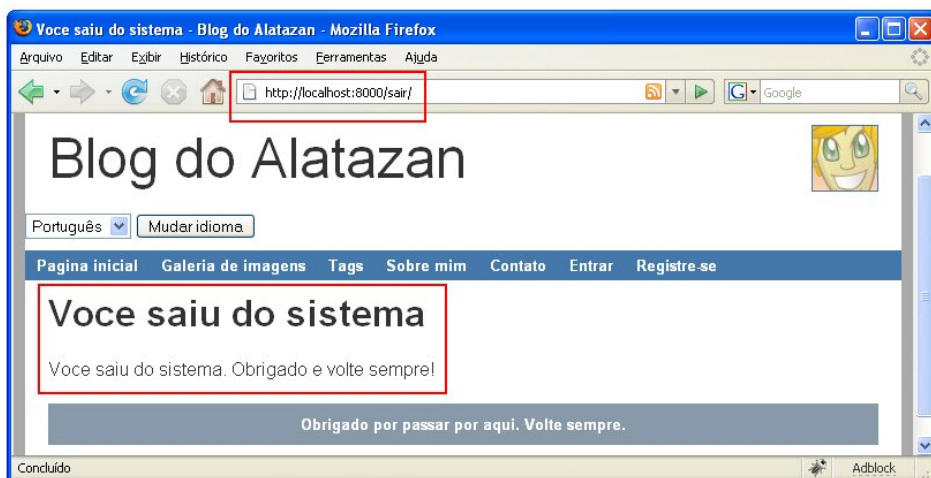 Voce saiu do sistema - Blog do Alatazan - Mozilla Firefox
Arquivo Editar Exibir Histórico Favoritos Ferramentas Ajuda
http://localhost:8000/sair/ G Google
Blog do Alatazan
Português Mudar idioma
Pagina inicial Galeria de imagens Tags Sobre mim Contato Entrar Registre-se
Voce saiu do sistema
Voce saiu do sistema. Obrigado e volte sempre!
Obrigado por passar por aqui. Volte sempre.
Concluído Adblock